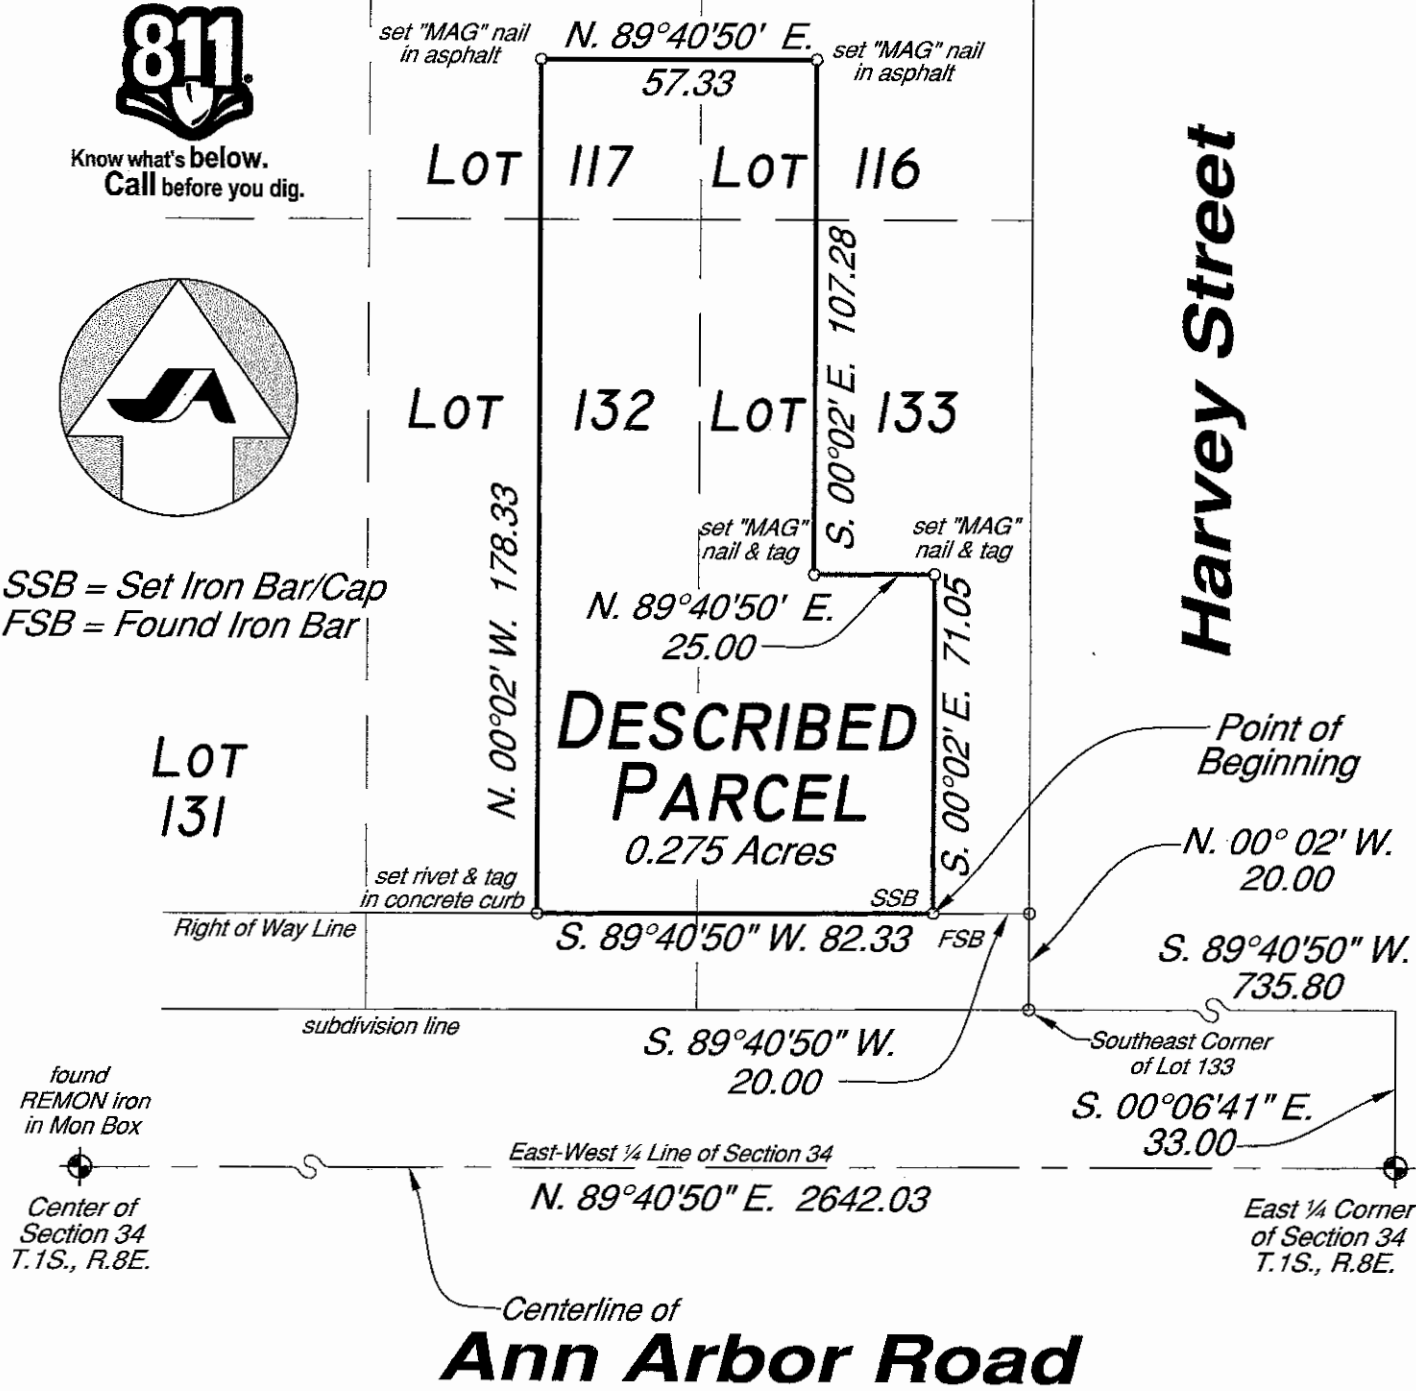 811
Know what's below.
Call before you dig.
set "MAG" nail
in asphalt
N. 89°40'50' E.
57.33
set "MAG" nail
in asphalt
LOT 117
LOT 116
Harvey Street
S. 00°02' E. 107.28
LOT 132
LOT 133
N. 00°02' W. 178.33
set "MAG"
nail & tag
set "MAG"
nail & tag
SSB = Set Iron Bar/Cap
FSB = Found Iron Bar
N. 89°40'50' E.
25.00
S. 00°02' E. 71.05
DESCRIBED
PARCEL
0.275 Acres
Point of
Beginning
LOT
131
N. 00° 02' W.
20.00
set rivet & tag
in concrete curb
SSB
Right of Way Line
S. 89°40'50" W. 82.33
FSB
S. 89°40'50" W.
735.80
subdivision line
S. 89°40'50" W.
20.00
Southeast Corner
of Lot 133
found
REMON iron
in Mon Box
S. 00°06'41" E.
33.00
East-West ¼ Line of Section 34
N. 89°40'50" E. 2642.03
Center of
Section 34
T.1S., R.8E.
East ¼ Corner
of Section 34
T.1S., R.8E.
Centerline of
Ann Arbor Road